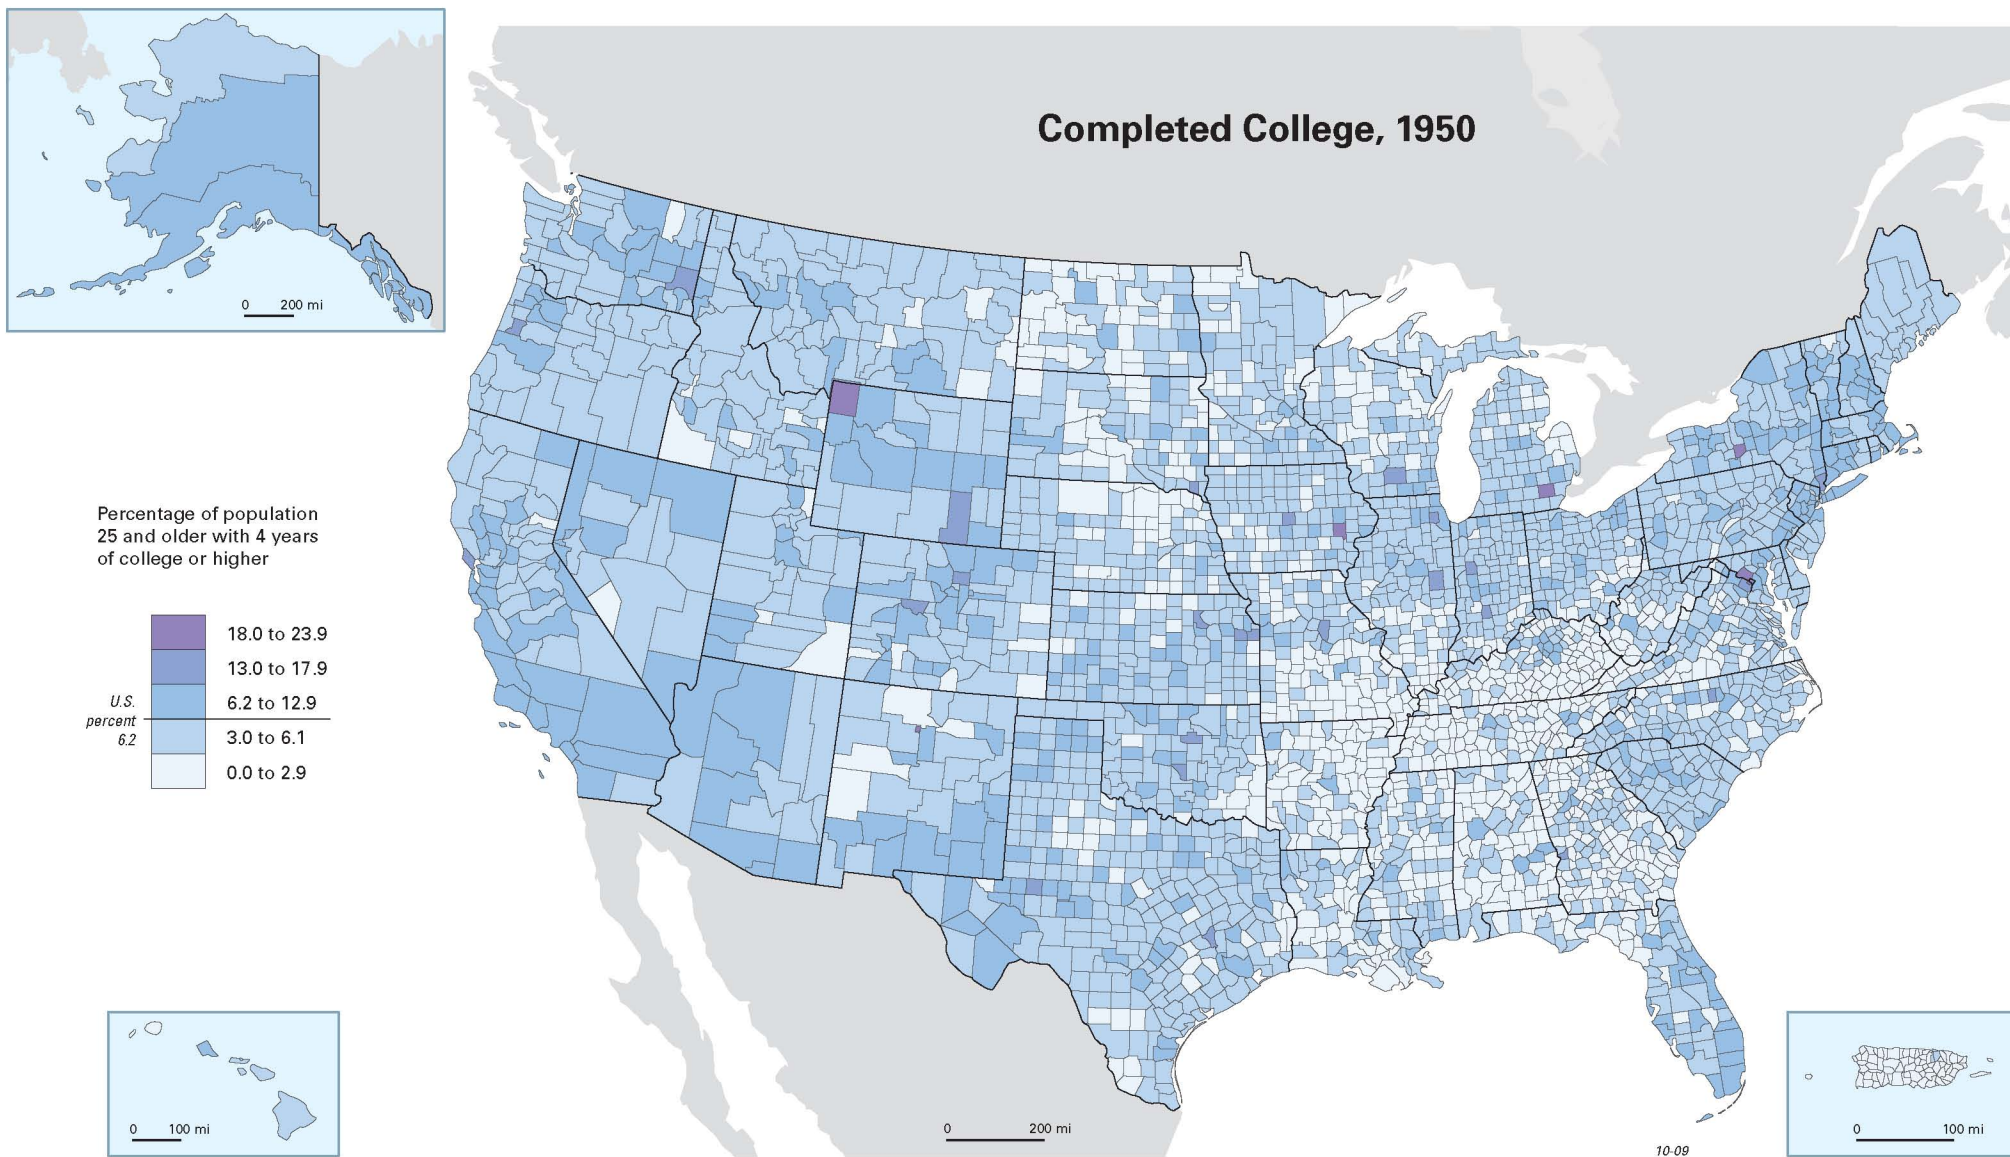 Completed College, 1950
0 200 mi
Percentage of population
25 and older with 4 years
of college or higher
18.0 to 23.9
13.0 to 17.9
6.2 to 12.9
3.0 to 6.1
0.0 to 2.9
U.S.
percent
6.2
0 100 mi
0 200 mi
0 100 mi
10-09